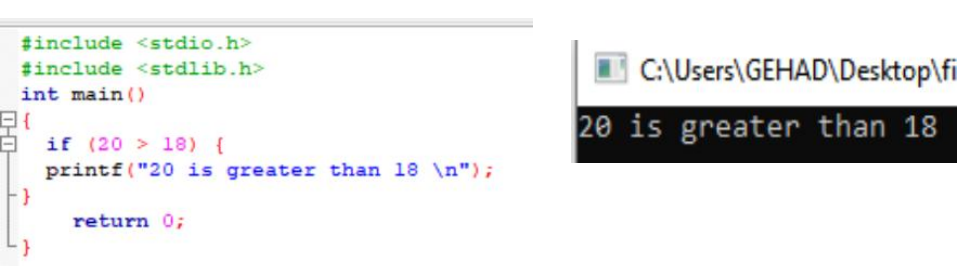 #include <stdio.h>
#include <stdlib.h>
int main()
{
if (20 > 18) {
printf("20 is greater than 18 \n");
}
return 0;
}
C:\Users\GEHAD\Desktop\fi
20 is greater than 18